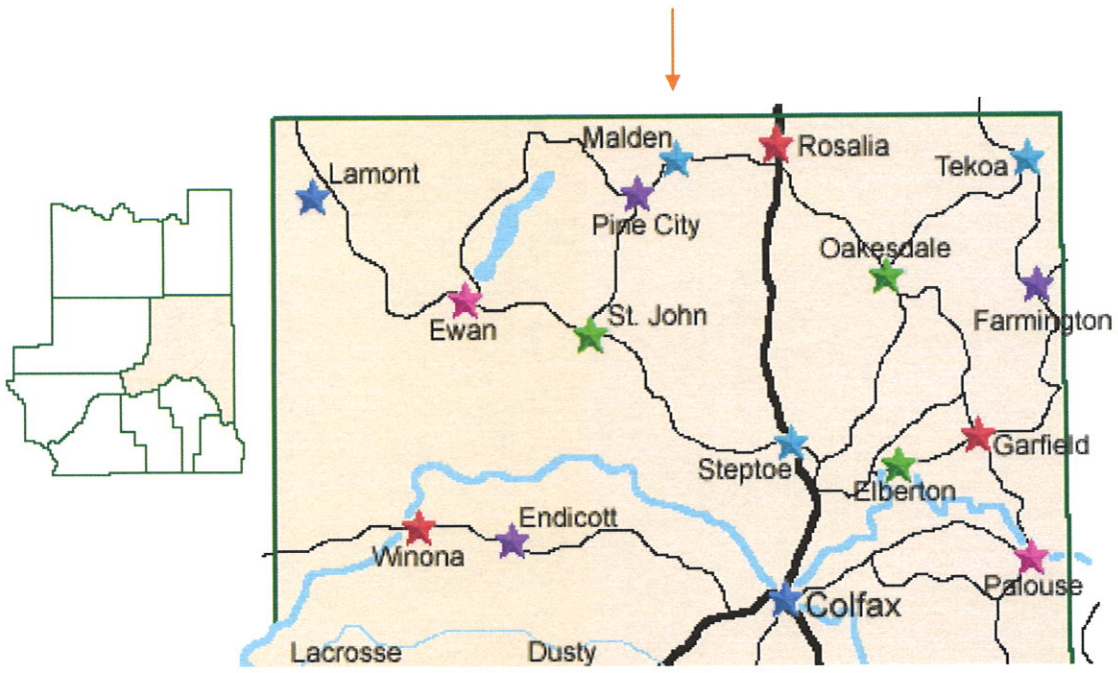 Malden
Rosalia
Lamont
Tekoa
Pine City
Oakesdale
St. John
Ewan
Farmington
Garfield
Steptoe
Elberton
Endicott
Winona
Palouse
Colfax
Lacrosse
Dusty